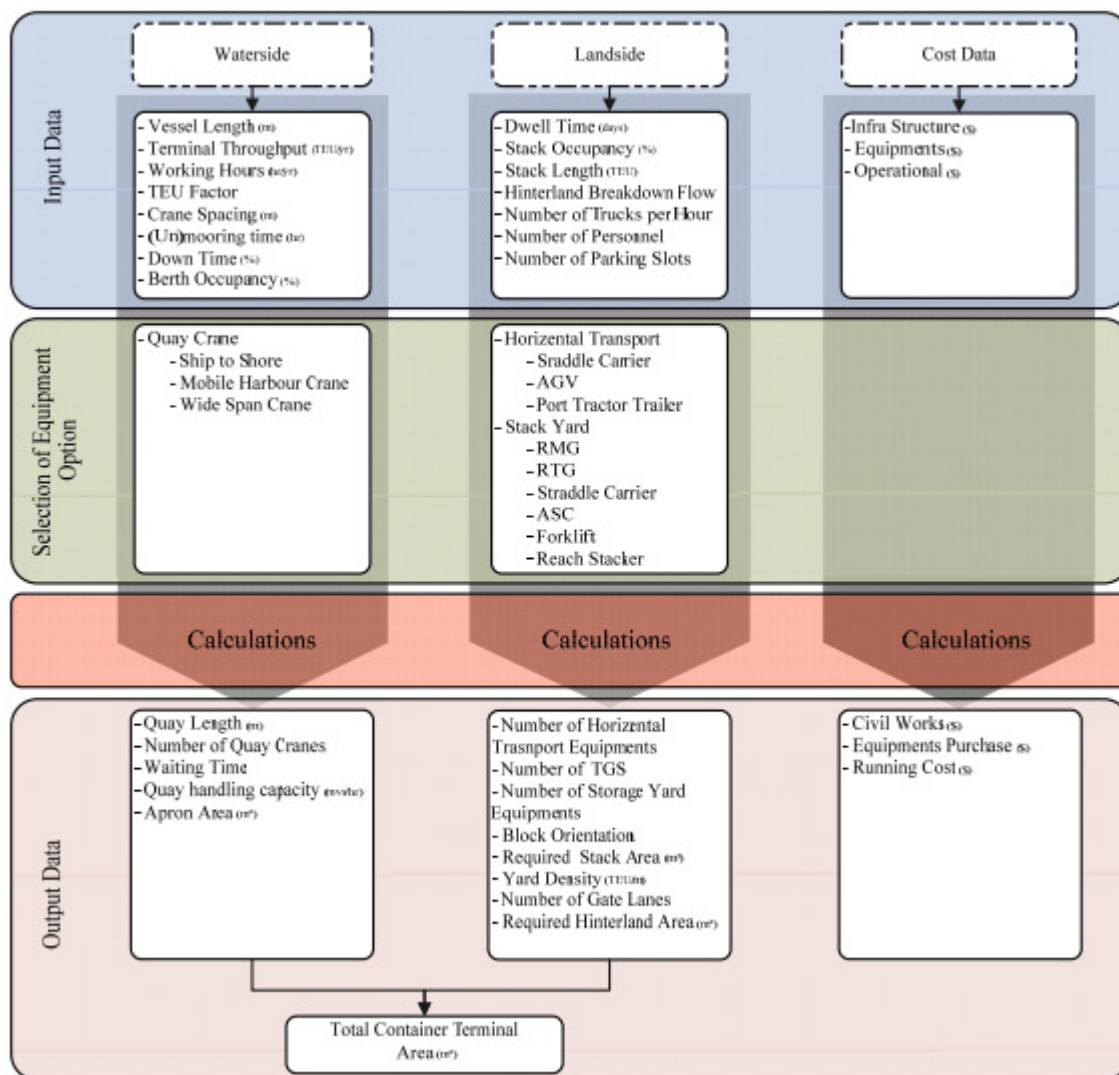 Input Data
Waterside
- Vessel Length (m)
- Terminal Throughput (TEU/yr)
- Working Hours (hr/yr)
- TEU Factor
- Crane Spacing (m)
- (Un)mooring time (hr)
- Down Time (%)
- Berth Occupancy (%)
Landside
- Dwell Time (days)
- Stack Occupancy (%)
- Stack Length (TEU)
- Hinterland Breakdown Flow
- Number of Trucks per Hour
- Number of Personnel
- Number of Parking Slots
Cost Data
-Infra Structure ($)
- Equipments ($)
- Operational ($)
Selection of Equipment
Option
- Quay Crane
- Ship to Shore
- Mobile Harbour Crane
- Wide Span Crane
- Horizental Transport
- Sraddle Carrier
- AGV
- Port Tractor Trailer
- Stack Yard
- RMG
- RTG
- Straddle Carrier
- ASC
- Forklift
- Reach Stacker
Calculations
Calculations
Calculations
Output Data
- Quay Length (m)
- Number of Quay Cranes
- Waiting Time
- Quay handling capacity
- Apron Area (m²)
- Number of Horizental
Trasnport Equipments
- Number of TGS
- Number of Storage Yard
Equipments
- Block Orientation
- Required Stack Area (m²)
- Yard Density
- Number of Gate Lanes
- Required Hinterland Area (m²)
- Civil Works ($)
- Equipments Purchase ($)
- Running Cost ($)
Total Container Terminal
Area (m²)